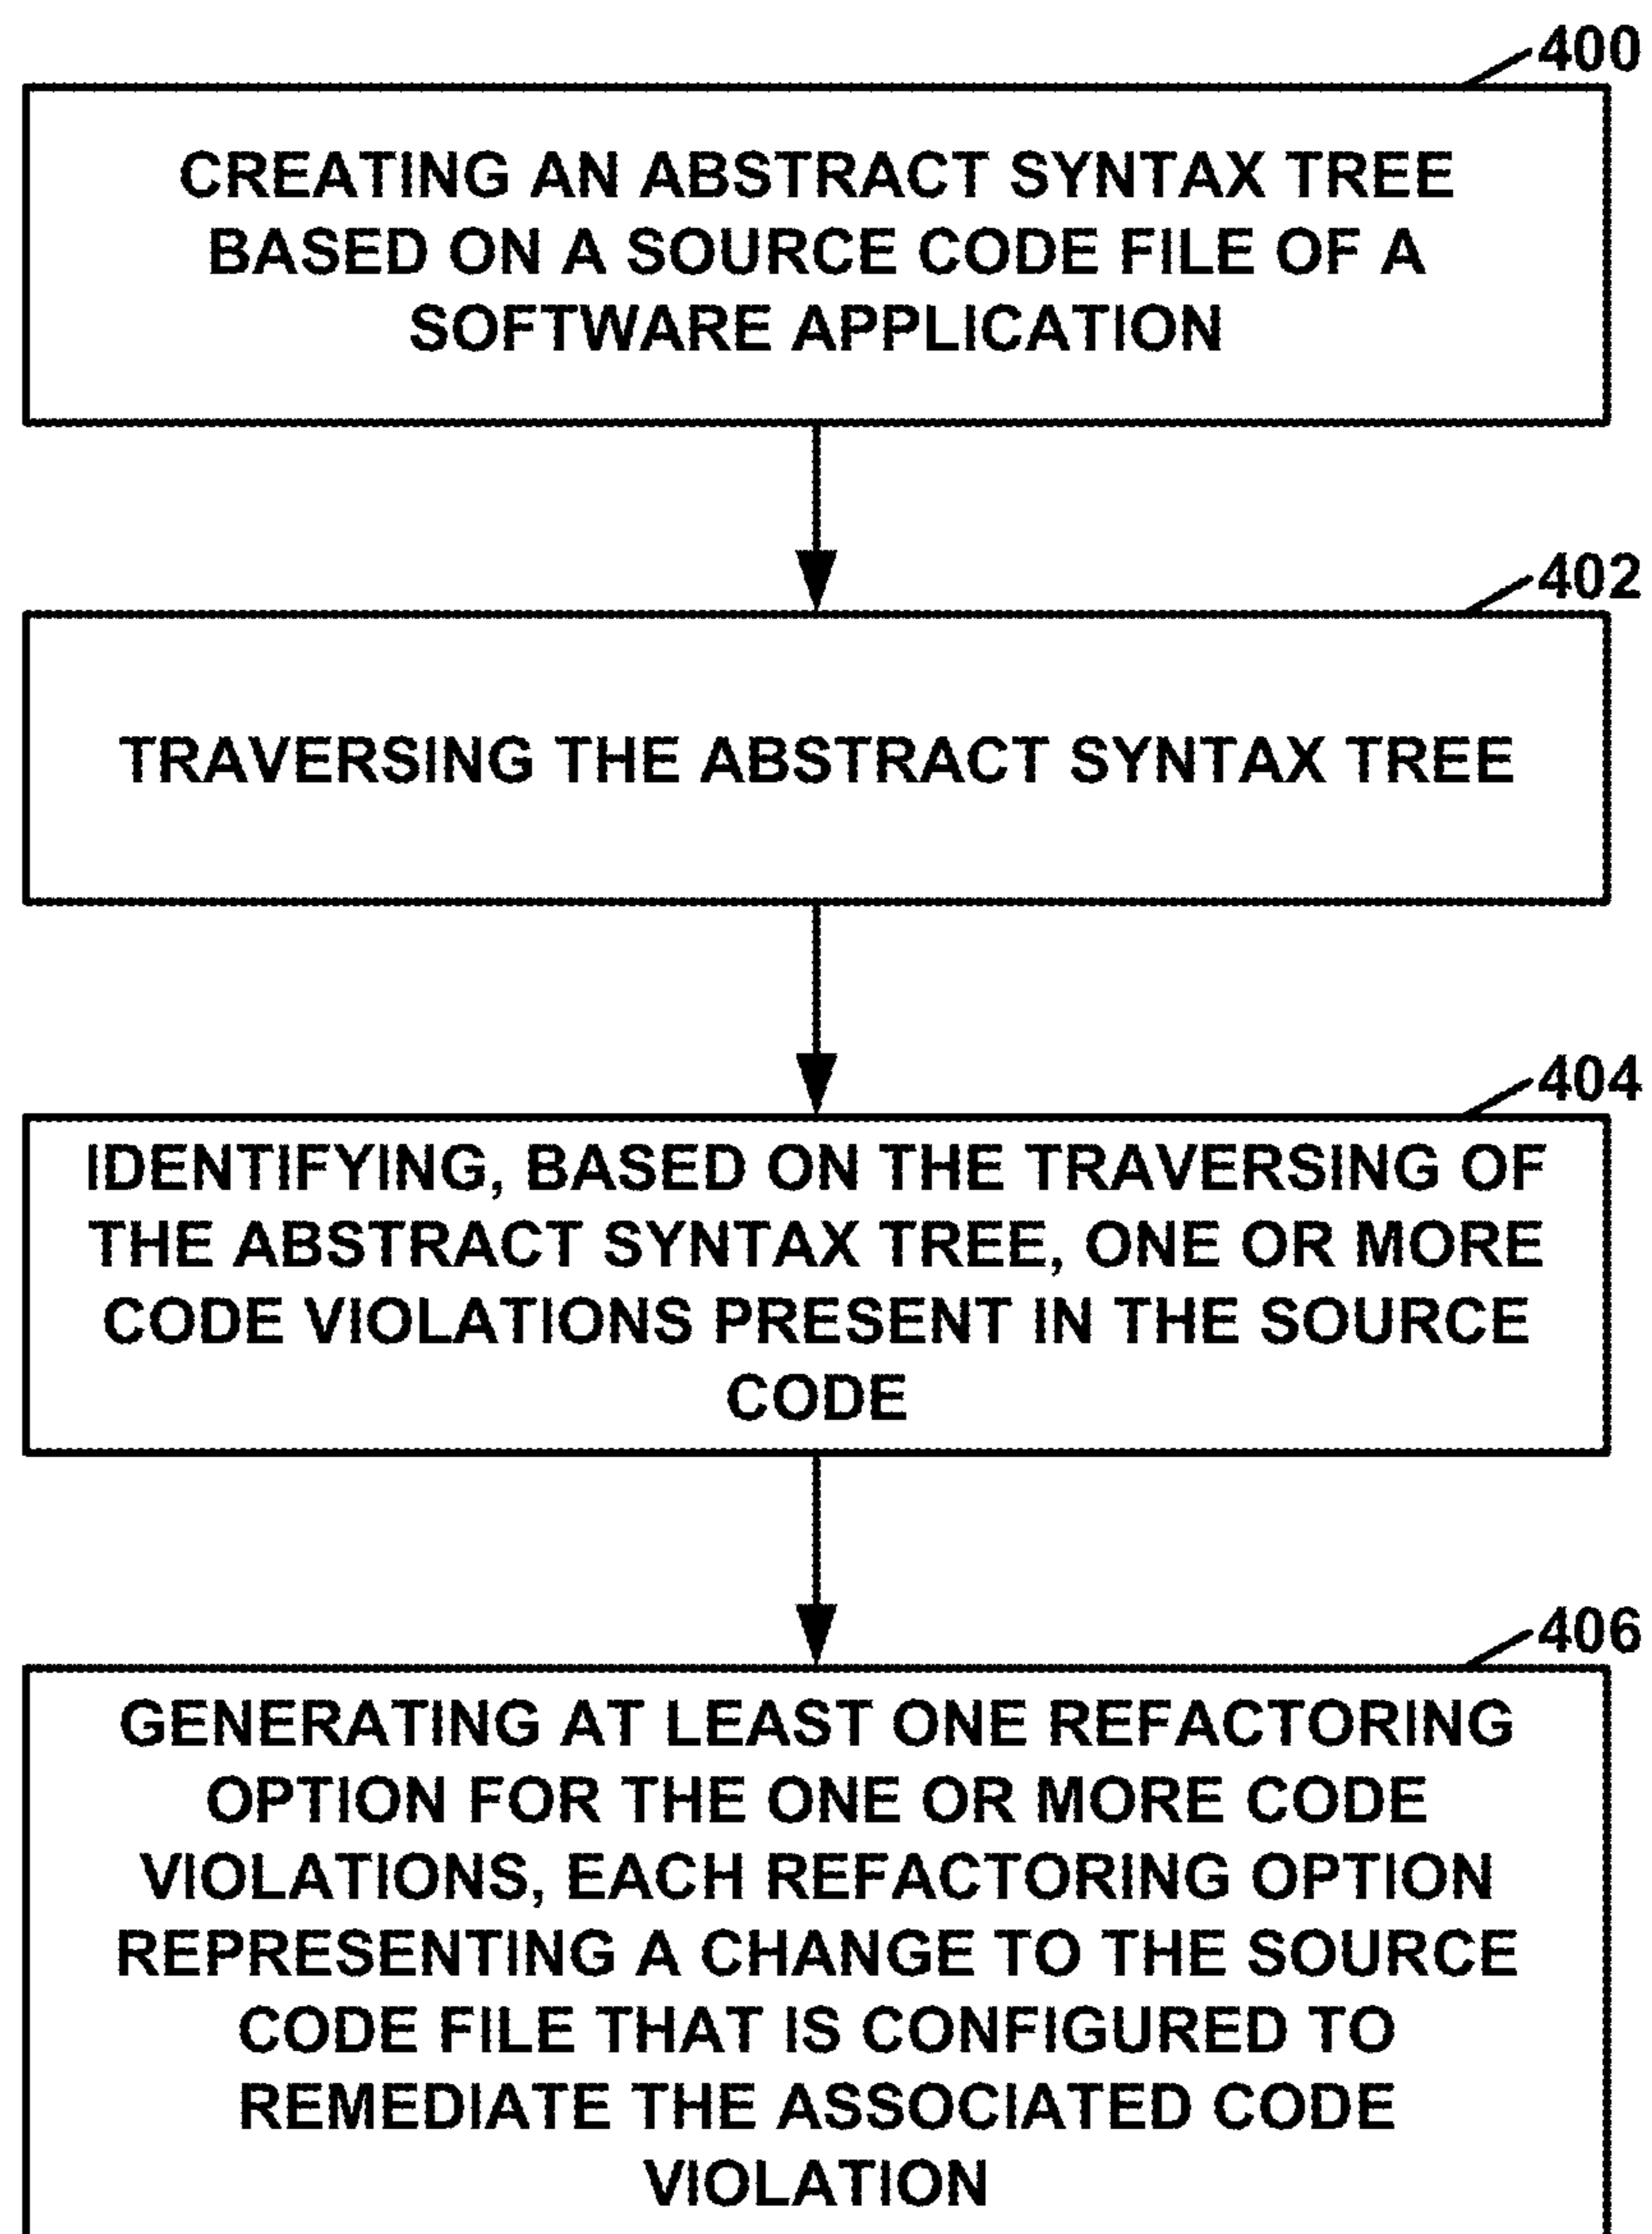 400
CREATING AN ABSTRACT SYNTAX TREE
BASED ON A SOURCE CODE FILE OF A
SOFTWARE APPLICATION
402
TRAVERSING THE ABSTRACT SYNTAX TREE
404
IDENTIFYING, BASED ON THE TRAVERSING OF
THE ABSTRACT SYNTAX TREE, ONE OR MORE
CODE VIOLATIONS PRESENT IN THE SOURCE
CODE
406
GENERATING AT LEAST ONE REFACTORING
OPTION FOR THE ONE OR MORE CODE
VIOLATIONS, EACH REFACTORING OPTION
REPRESENTING A CHANGE TO THE SOURCE
CODE FILE THAT IS CONFIGURED TO
REMEDIATE THE ASSOCIATED CODE
VIOLATION